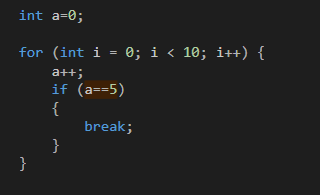 int a=0;
for (int i = 0; i < 10; i++) {
a++;
if (a==5)
{
break;
}
}